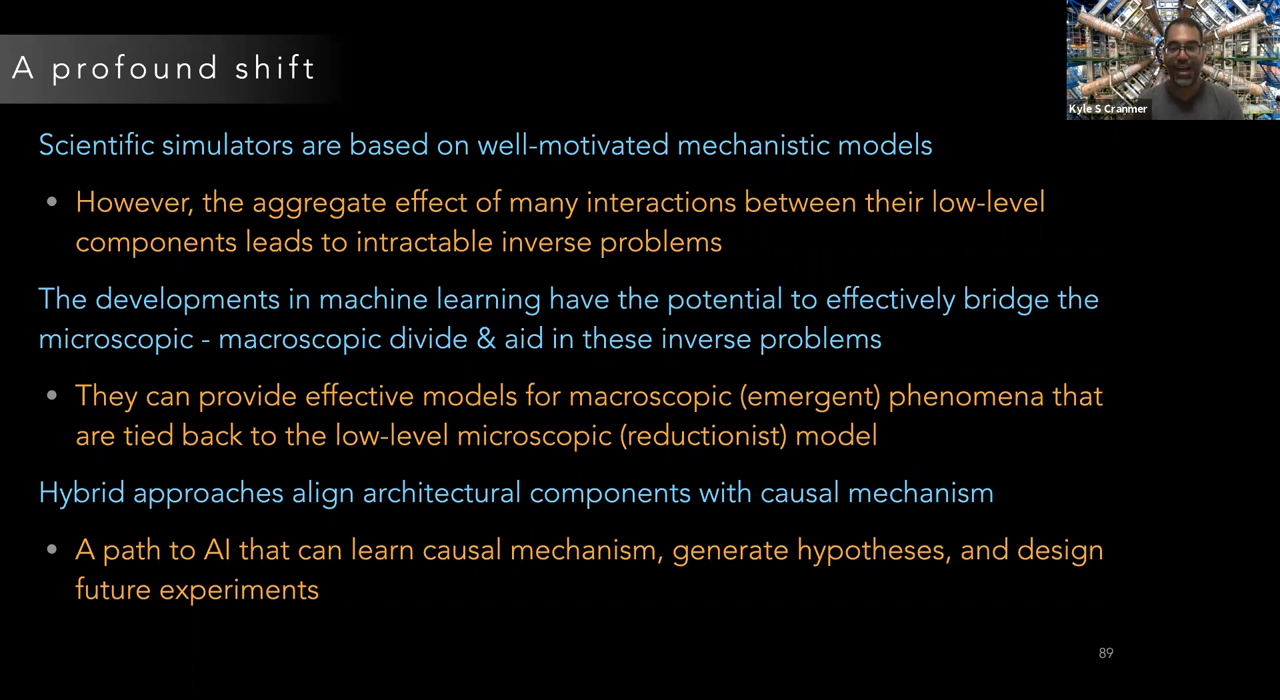 A profound shift
Kyle S Cranmer
Scientific simulators are based on well-motivated mechanistic models
• However, the aggregate effect of many interactions between their low-level
components leads to intractable inverse problems
The developments in machine learning have the potential to effectively bridge the
microscopic - macroscopic divide & aid in these inverse problems
• They can provide effective models for macroscopic (emergent) phenomena that
are tied back to the low-level microscopic (reductionist) model
Hybrid approaches align architectural components with causal mechanism
• A path to AI that can learn causal mechanism, generate hypotheses, and design
future experiments
89